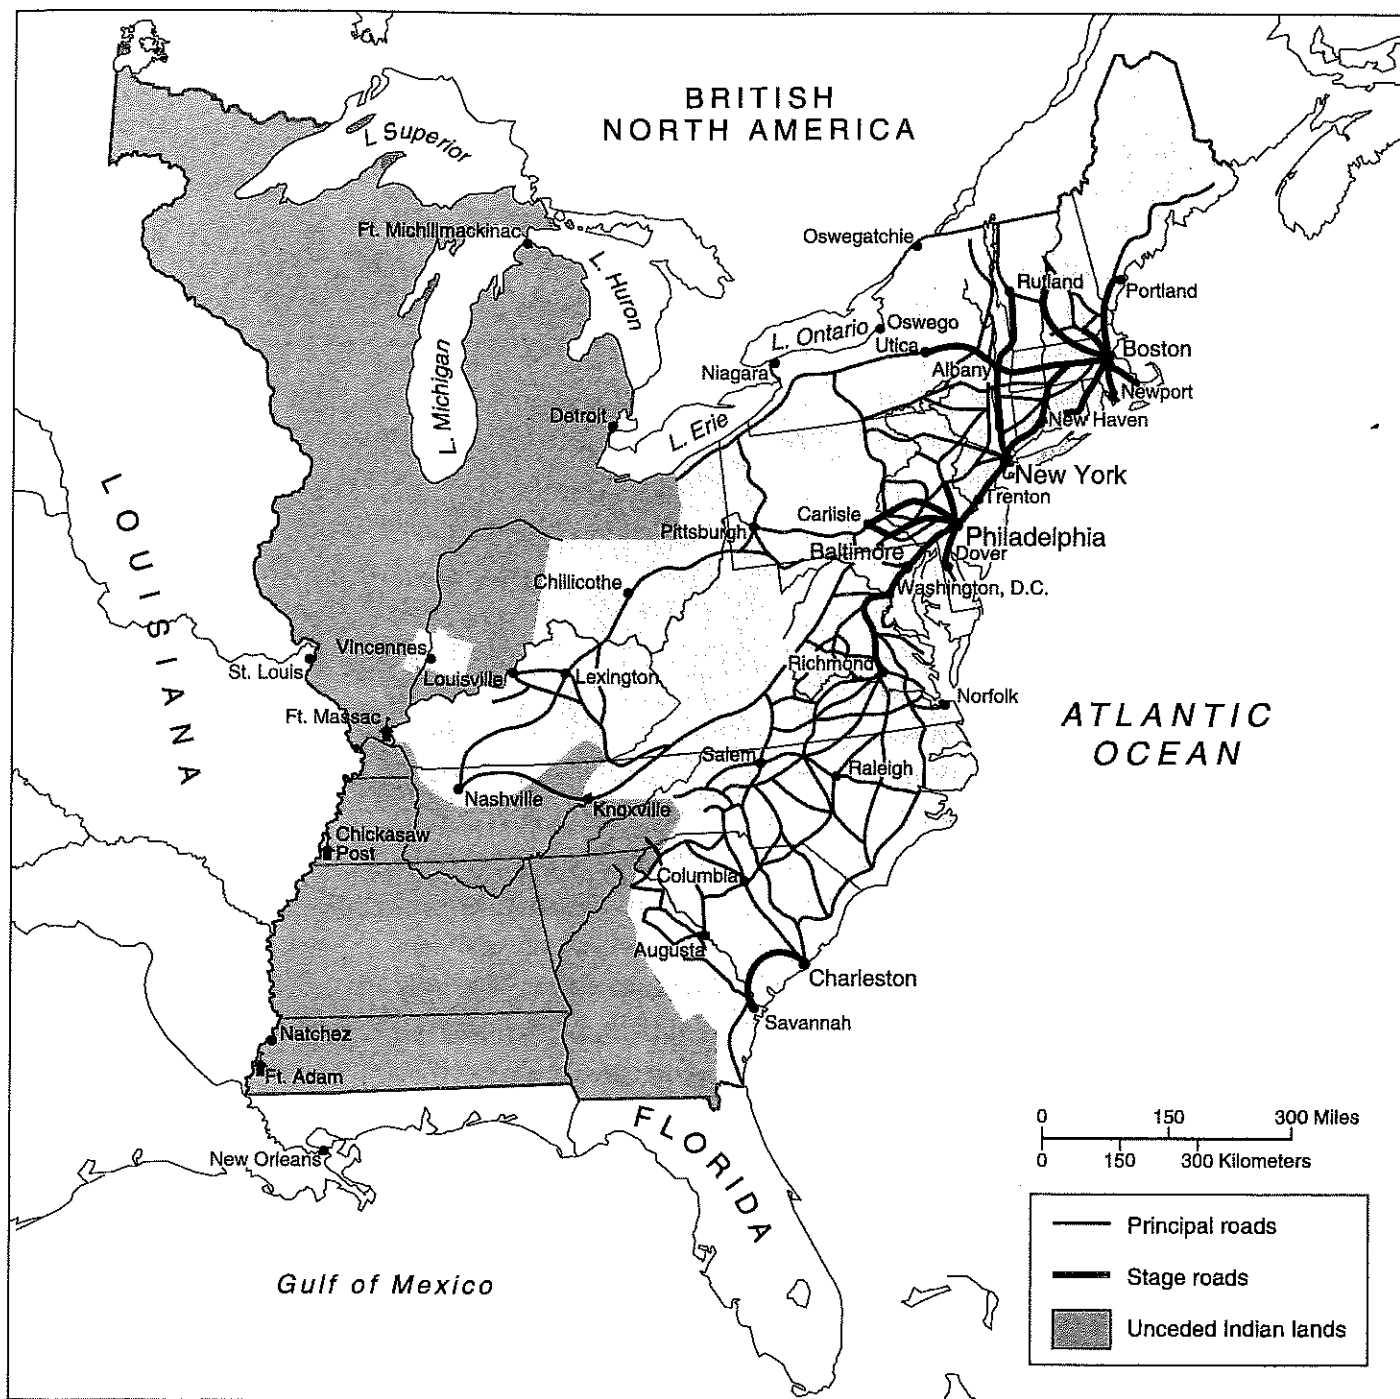 BRITISH
NORTH AMERICA
L Superior
Ft. Michilimackinac
L. Huron
L. Michigan
Oswegatchie
Rutland
Portland
L. Ontario
Oswego
Utica
Boston
Niagara
Albany
Newport
Detroit
L. Erie
New Haven
New York
Trenton
LOUISIANA
Carlisle
Pittsburgh
Philadelphia
Baltimore
Dover
Chillicothe
Washington, D.C.
Vincennes
St. Louis
Louisville
Lexington
Richmond
Norfolk
Ft. Massac
ATLANTIC
OCEAN
Salem
Raleigh
Nashville
Knoxville
Chickasaw
Post
Columbia
Augusta
Charleston
Savannah
Natchez
Ft. Adam
FLORIDA
New Orleans
Gulf of Mexico
0 150 300 Miles
0 150 300 Kilometers
Principal roads
Stage roads
Unceded Indian lands